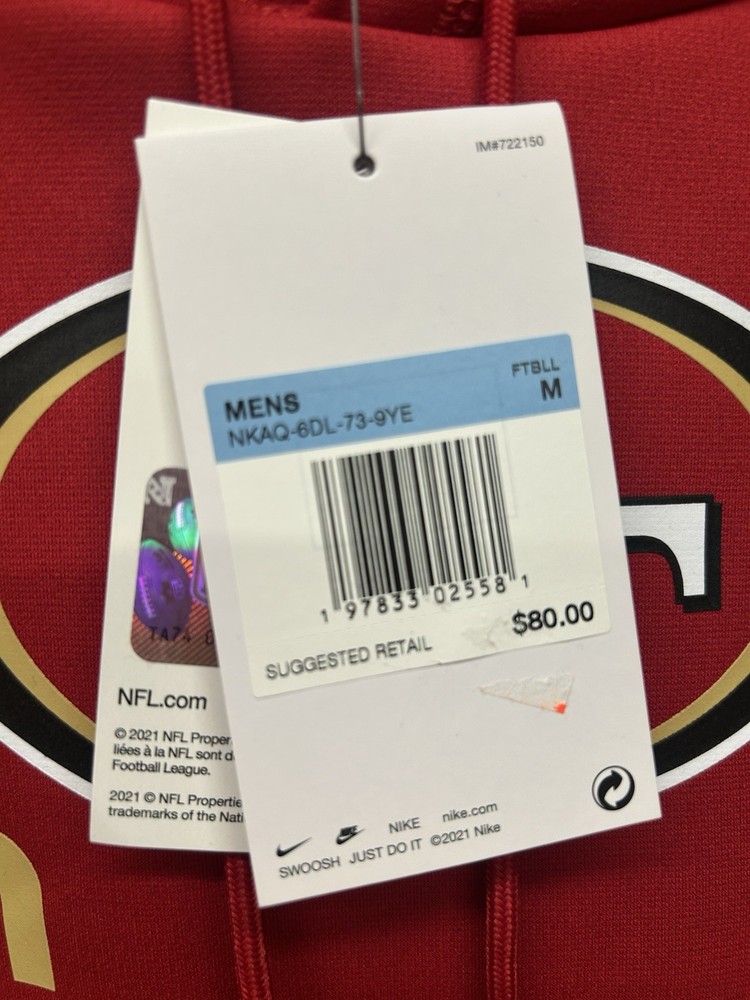 IM#722150
MENS
FTBLL
NKAQ-6DL-73-9YE
M
1 97833 02558 1
$80.00
SUGGESTED RETAIL
NFL.com
© 2021 NFL Proper
liées à la NFL sont d
Football League.
2021 © NFL Propertie
trademarks of the Nati
NIKE nike.com
SWOOSH JUST DO IT ©2021 Nike